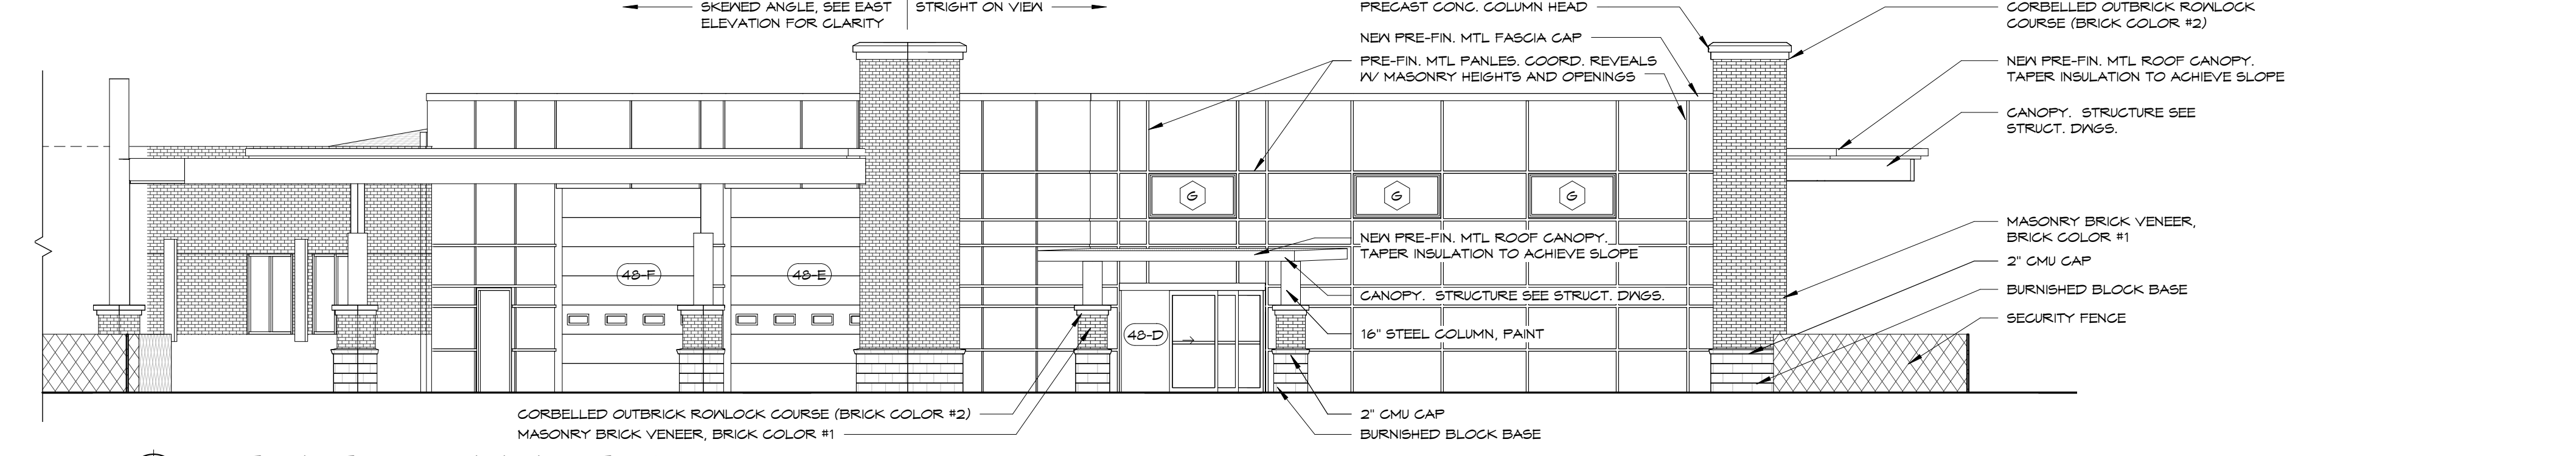 SKEWED ANGLE, SEE EAST
ELEVATION FOR CLARITY
STRIGHT ON VIEW
PRECAST CONC. COLUMN HEAD
NEW PRE-FIN. MTL FASCIA CAP
PRE-FIN. MTL PANLES. COORD. REVEALS
W/ MASONRY HEIGHTS AND OPENINGS
CORBELLED OUTBRICK ROWLOCK
COURSE (BRICK COLOR #2)
NEW PRE-FIN. MTL ROOF CANOPY.
TAPER INSULATION TO ACHIEVE SLOPE
CANOPY. STRUCTURE SEE
STRUCT. DWGS.
G
G
G
MASONRY BRICK VENEER,
BRICK COLOR #1
2" CMU CAP
BURNISHED BLOCK BASE
SECURITY FENCE
48-F
48-E
NEW PRE-FIN. MTL ROOF CANOPY.
TAPER INSULATION TO ACHIEVE SLOPE
CANOPY. STRUCTURE SEE STRUCT. DWGS.
48-D
16" STEEL COLUMN, PAINT
CORBELLED OUTBRICK ROWLOCK COURSE (BRICK COLOR #2)
MASONRY BRICK VENEER, BRICK COLOR #1
2" CMU CAP
BURNISHED BLOCK BASE